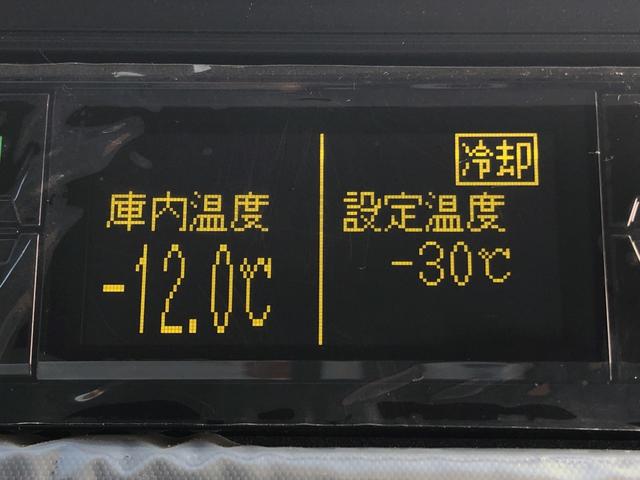 庫内温度
-12.0℃
冷却
設定温度
-30℃